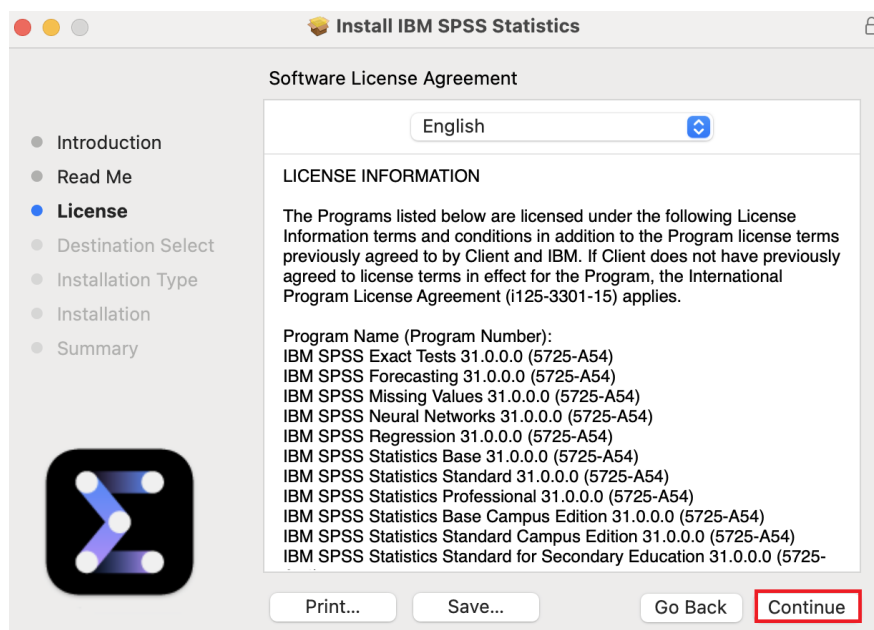 Install IBM SPSS Statistics
Software License Agreement
Introduction
Read Me
License
Destination Select
Installation Type
Installation
Summary
English
LICENSE INFORMATION
The Programs listed below are licensed under the following License
Information terms and conditions in addition to the Program license terms
previously agreed to by Client and IBM. If Client does not have previously
agreed to license terms in effect for the Program, the International
Program License Agreement (i125-3301-15) applies.
Program Name (Program Number):
IBM SPSS Exact Tests 31.0.0.0 (5725-A54)
IBM SPSS Forecasting 31.0.0.0 (5725-A54)
IBM SPSS Missing Values 31.0.0.0 (5725-A54)
IBM SPSS Neural Networks 31.0.0.0 (5725-A54)
IBM SPSS Regression 31.0.0.0 (5725-A54)
IBM SPSS Statistics Base 31.0.0.0 (5725-A54)
IBM SPSS Statistics Standard 31.0.0.0 (5725-A54)
IBM SPSS Statistics Professional 31.0.0.0 (5725-A54)
IBM SPSS Statistics Base Campus Edition 31.0.0.0 (5725-A54)
IBM SPSS Statistics Standard Campus Edition 31.0.0.0 (5725-A54)
IBM SPSS Statistics Standard for Secondary Education 31.0.0.0 (5725-
Print...
Save...
Go Back
Continue